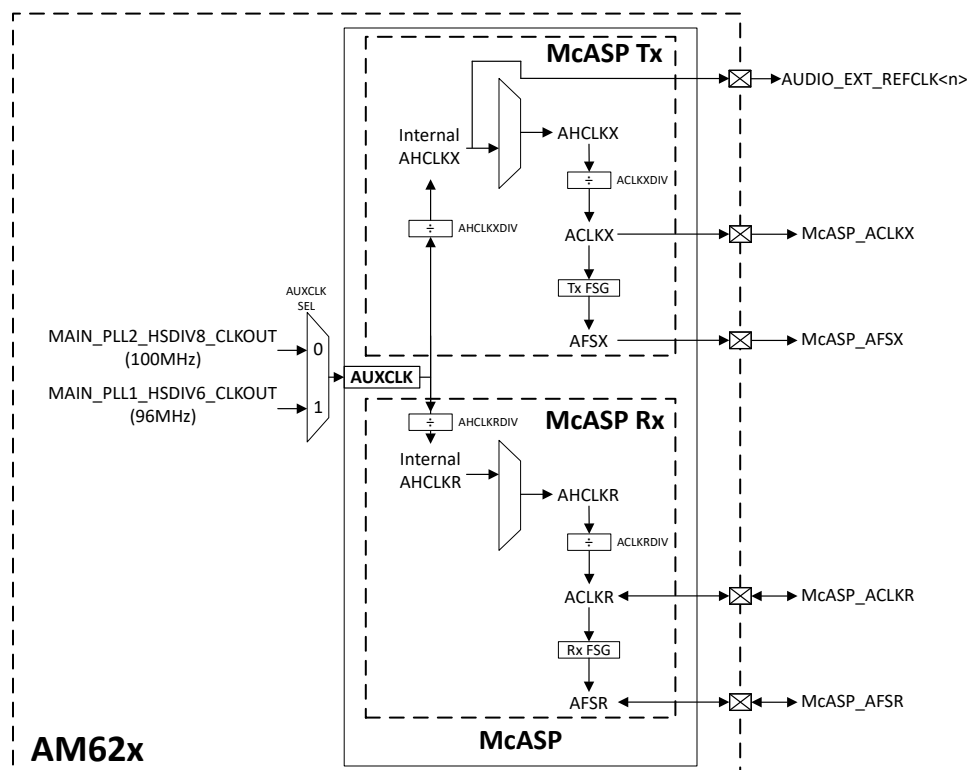 McASP Tx
AUDIO_EXT_REFCLK<n>
Internal
AHCLKX
AHCLKX
÷
ACLKXDIV
÷
AHCLKXDIV
ACLKX
McASP_ACLKX
Tx FSG
AFSX
McASP_AFSX
AUXCLK
SEL
MAIN_PLL2_HSDIV8_CLKOUT
(100MHz)
0
AUXCLK
MAIN_PLL1_HSDIV6_CLKOUT
(96MHz)
1
÷
AHCLKRDIV
McASP Rx
Internal
AHCLKR
AHCLKR
÷
ACLKRDIV
ACLKR
McASP_ACLKR
Rx FSG
AFSR
McASP_AFSR
McASP
AM62x